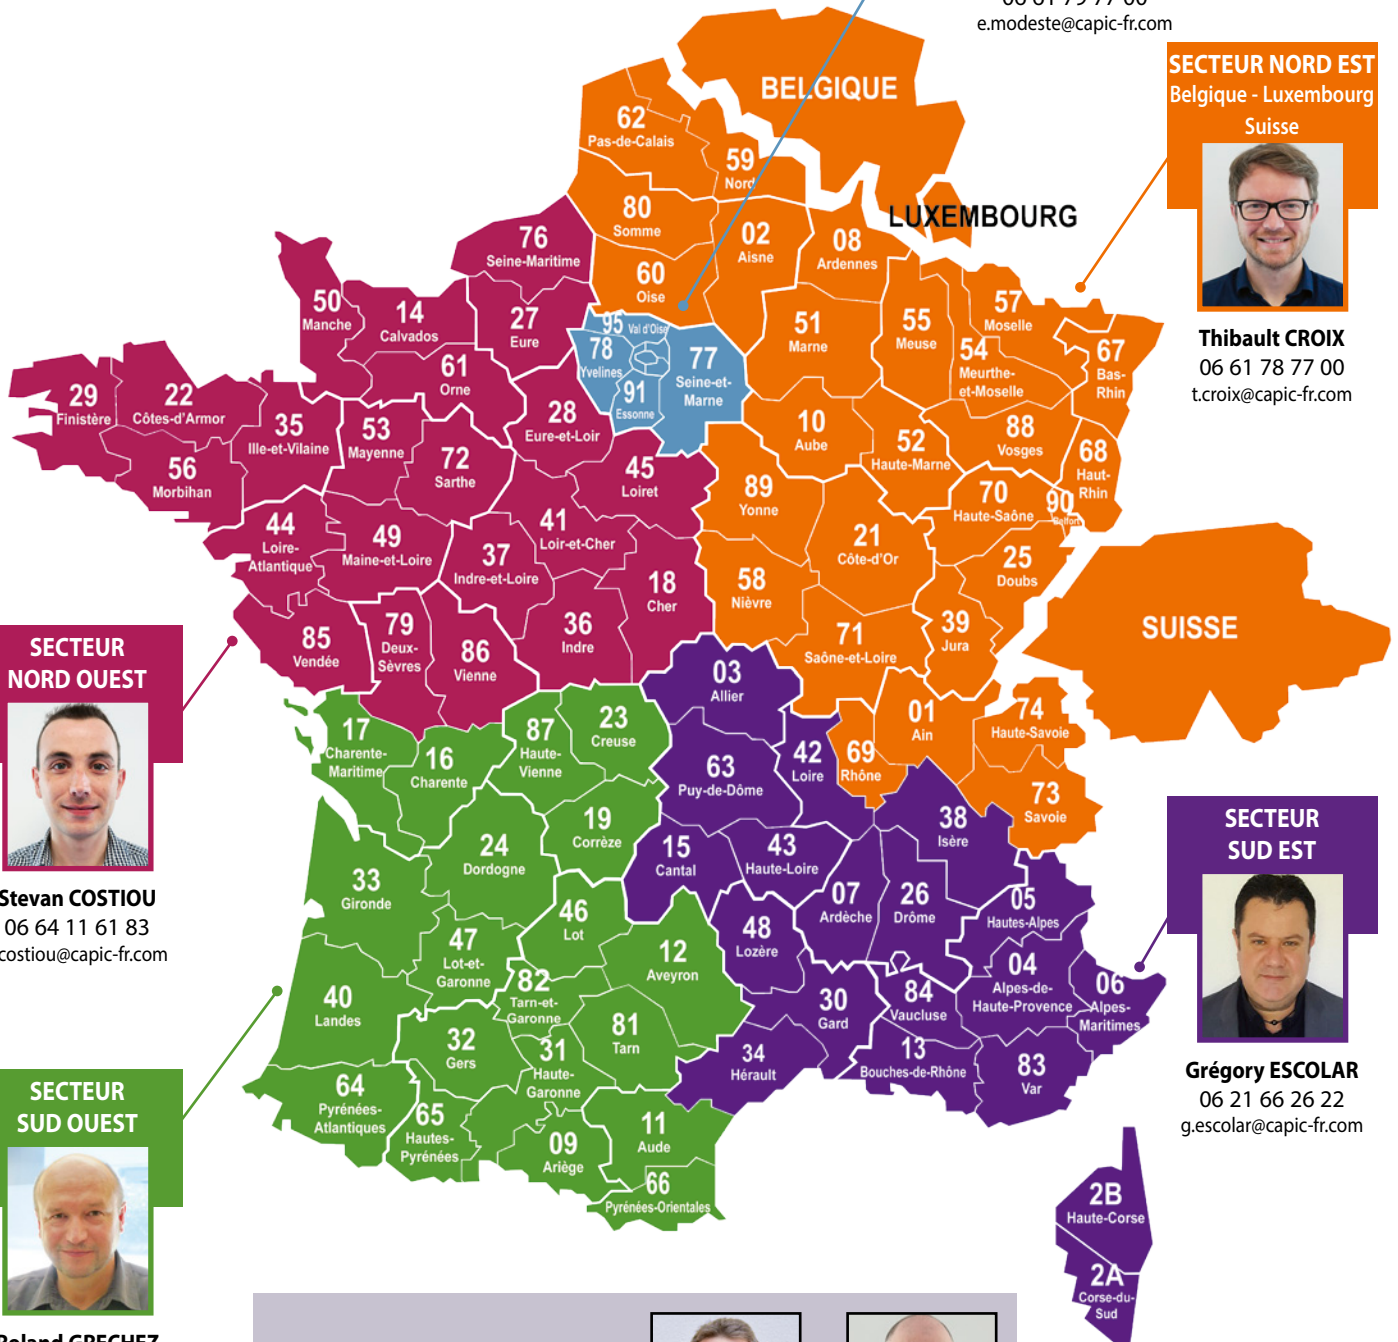 e.modeste@capic-fr.com
SECTEUR NORD EST
Belgique - Luxembourg
Suisse
Thibault CROIX
06 61 78 77 00
t.croix@capic-fr.com
BELGIQUE
LUXEMBOURG
SUISSE
62
Pas-de-Calais
59
Nord
80
Somme
02
Aisne
08
Ardennes
60
Oise
76
Seine-Maritime
27
Eure
50
Manche
14
Calvados
61
Orne
95 Val d'Oise
78
Yvelines
91
Essonne
77
Seine-et-
Marne
51
Marne
55
Meuse
57
Moselle
54
Meurthe-
et-Moselle
67
Bas-
Rhin
29
Finistère
22
Côtes-d'Armor
35
Ille-et-Vilaine
56
Morbihan
53
Mayenne
72
Sarthe
28
Eure-et-Loir
45
Loiret
10
Aube
52
Haute-Marne
88
Vosges
68
Haut-
Rhin
89
Yonne
70
Haute-Saône
90
Belfort
44
Loire-
Atlantique
49
Maine-et-Loire
37
Indre-et-Loire
41
Loir-et-Cher
18
Cher
58
Nièvre
21
Côte-d'Or
25
Doubs
39
Jura
71
Saône-et-Loire
85
Vendée
79
Deux-
Sèvres
86
Vienne
36
Indre
SECTEUR
NORD OUEST
Stevan COSTIOU
06 64 11 61 83
costiou@capic-fr.com
03
Allier
01
Ain
74
Haute-Savoie
73
Savoie
69
Rhône
42
Loire
63
Puy-de-Dôme
17
Charente-
Maritime
16
Charente
87
Haute-
Vienne
23
Creuse
19
Corrèze
24
Dordogne
33
Gironde
15
Cantal
43
Haute-Loire
38
Isère
07
Ardèche
26
Drôme
05
Hautes-Alpes
SECTEUR
SUD EST
Grégory ESCOLAR
06 21 66 26 22
g.escolar@capic-fr.com
46
Lot
47
Lot-et-
Garonne
82
Tarn-et-
Garonne
12
Aveyron
48
Lozère
30
Gard
84
Vaucluse
04
Alpes-de-
Haute-Provence
06
Alpes-
Maritimes
40
Landes
32
Gers
31
Haute-
Garonne
81
Tarn
34
Hérault
13
Bouches-de-Rhône
83
Var
64
Pyrénées-
Atlantiques
65
Hautes-
Pyrénées
09
Ariège
11
Aude
66
Pyrénées-Orientales
2B
Haute-Corse
2A
Corse-du-
Sud
SECTEUR
SUD OUEST
Roland GRECHEZ